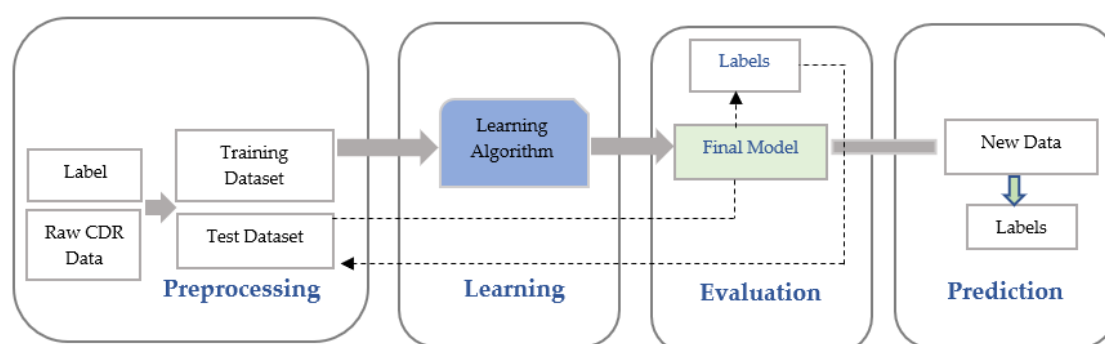 Label
Raw CDR
Data
Training
Dataset
Test Dataset
Preprocessing
Learning
Algorithm
Learning
Labels
Final Model
Evaluation
New Data
Labels
Prediction